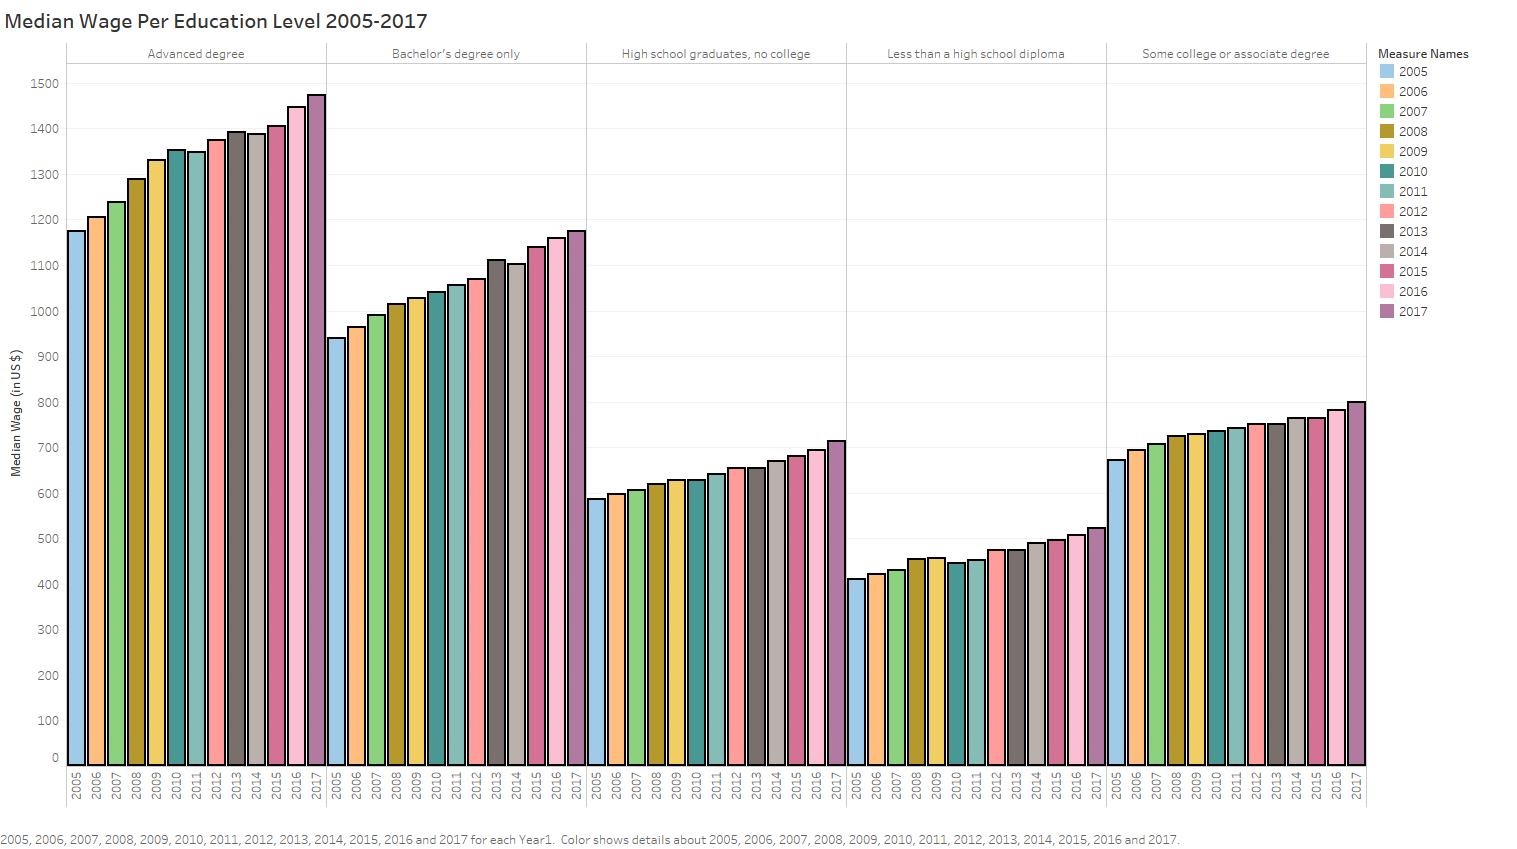 Median Wage Per Education Level 2005-2017
Advanced degree
Bachelor's degree only
High school graduates, no college
Less than a high school diploma
Some college or associate degree
Measure Names
2005
2006
2007
2008
2009
2010
2011
2012
2013
2014
2015
2016
2017
Median Wage (in US $)
1500
1400
1300
1200
1100
1000
900
800
700
600
500
400
300
200
100
0
2005 2006 2007 2008 2009 2010 2011 2012 2013 2014 2015 2016 2017 2005 2006 2007 2008 2009 2010 2011 2012 2013 2014 2015 2016 2017 2005 2006 2007 2008 2009 2010 2011 2012 2013 2014 2015 2016 2017 2005 2006 2007 2008 2009 2010 2011 2012 2013 2014 2015 2016 2017 2005 2006 2007 2008 2009 2010 2011 2012 2013 2014 2015 2016 2017
2005, 2006, 2007, 2008, 2009, 2010, 2011, 2012, 2013, 2014, 2015, 2016 and 2017 for each Year1.  Color shows details about 2005, 2006, 2007, 2008, 2009, 2010, 2011, 2012, 2013, 2014, 2015, 2016 and 2017.